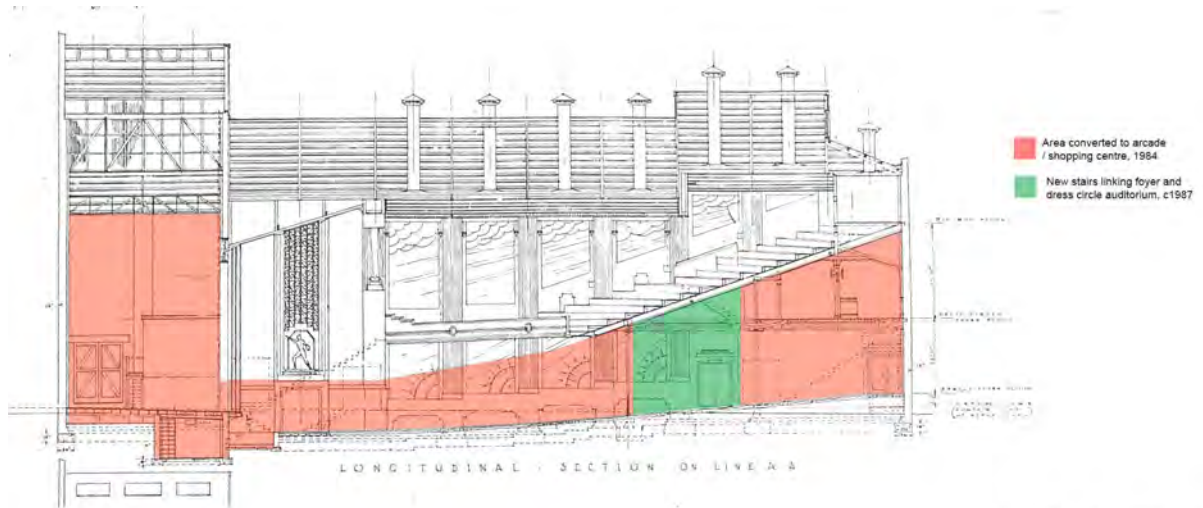 Area converted to arcade
/ shopping centre, 1984
New stairs linking foyer and
dress circle auditorium, c1987
LONGITUDINAL . SECTION ON LINE A A